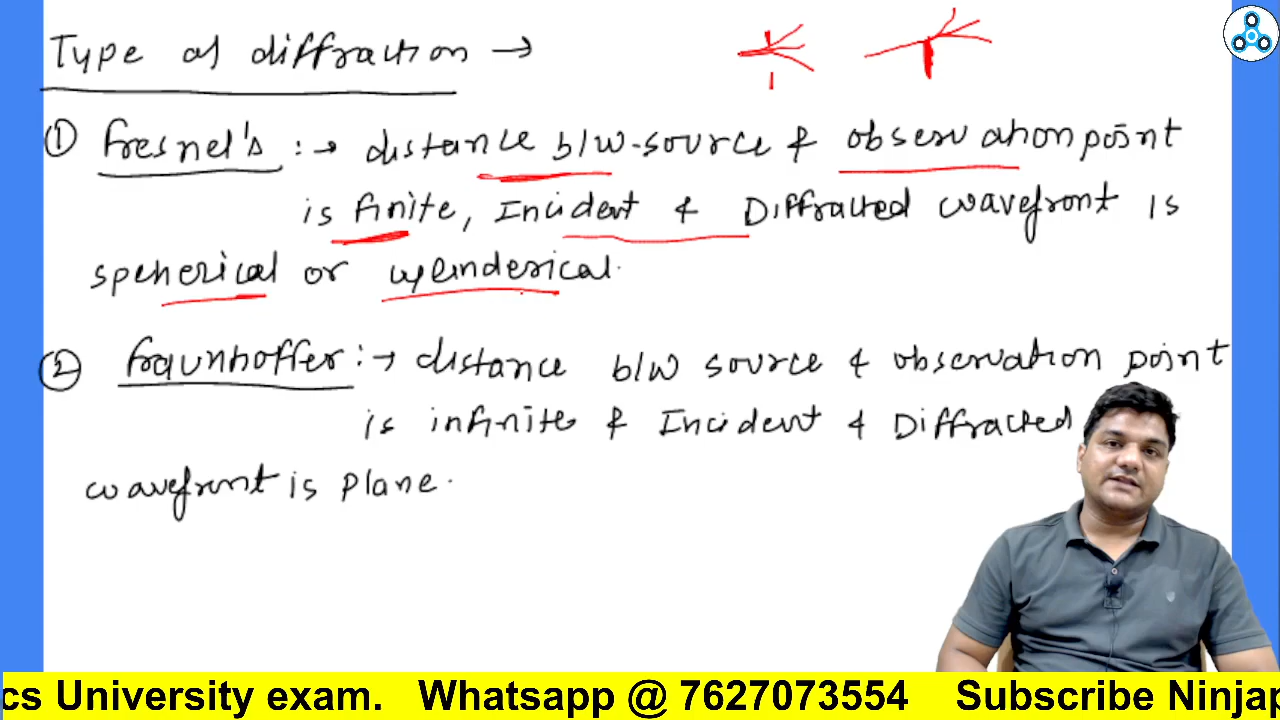 Type of diffraction →
① Fresnel's :→ distance b/w source & observation point
is finite, Incident & Diffracted wavefront is
speherical or cylinderical.
② Fraunhoffer :→ distance b/w source & observation point
is infinite & Incident & Diffracted
wavefront is plane.
cs University exam. Whatsapp @ 7627073554 Subscribe Ninjap